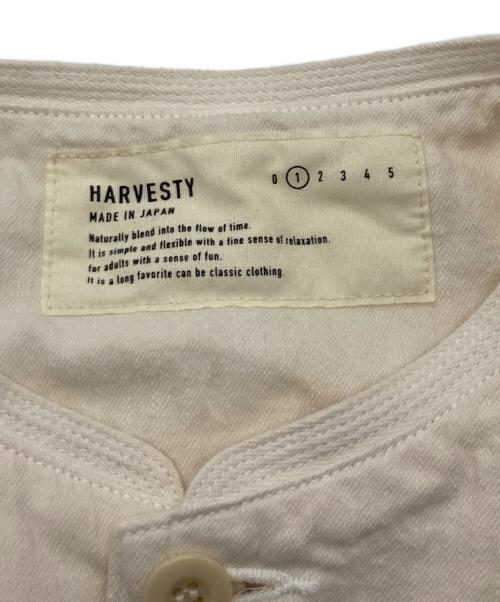 HARVESTY
0 1 2 3 4 5
MADE IN JAPAN
Naturally blend into the flow of time.
It is simple and flexible with a fine sense of relaxation.
for adults with a sense of fun.
It is a long favorite can be classic clothing.